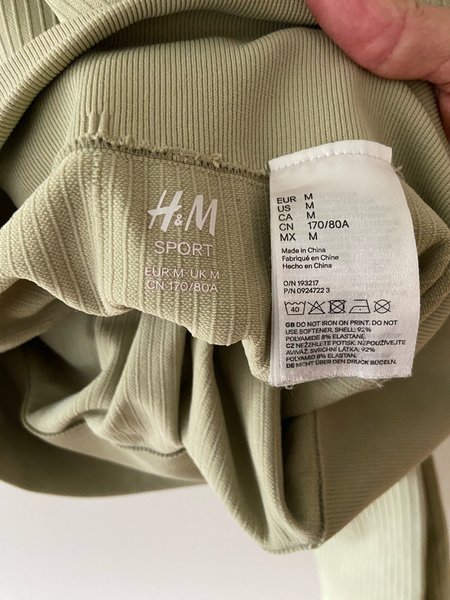 H&M
SPORT
EUR M · UK M
CN 170/80A
EUR M
US M
CA M
CN 170/80A
MX M
Made in China
Fabriqué en Chine
Hecho en China
O/N 193217
P/N 0924722 3
40
GB DO NOT IRON ON PRINT. DO NOT
USE SOFTENER, SHELL: 92%
POLYAMIDE 8% ELASTANE,
CZ NEŽEHLETE POTISK; NEPOUŽÍVEJTE
AVIVÁŽ. SVRCHNÍ LÁTKA: 92%
POLYAMID 8% ELASTAN,
DE NICHT ÜBER DEN DRUCK BÜGELN.